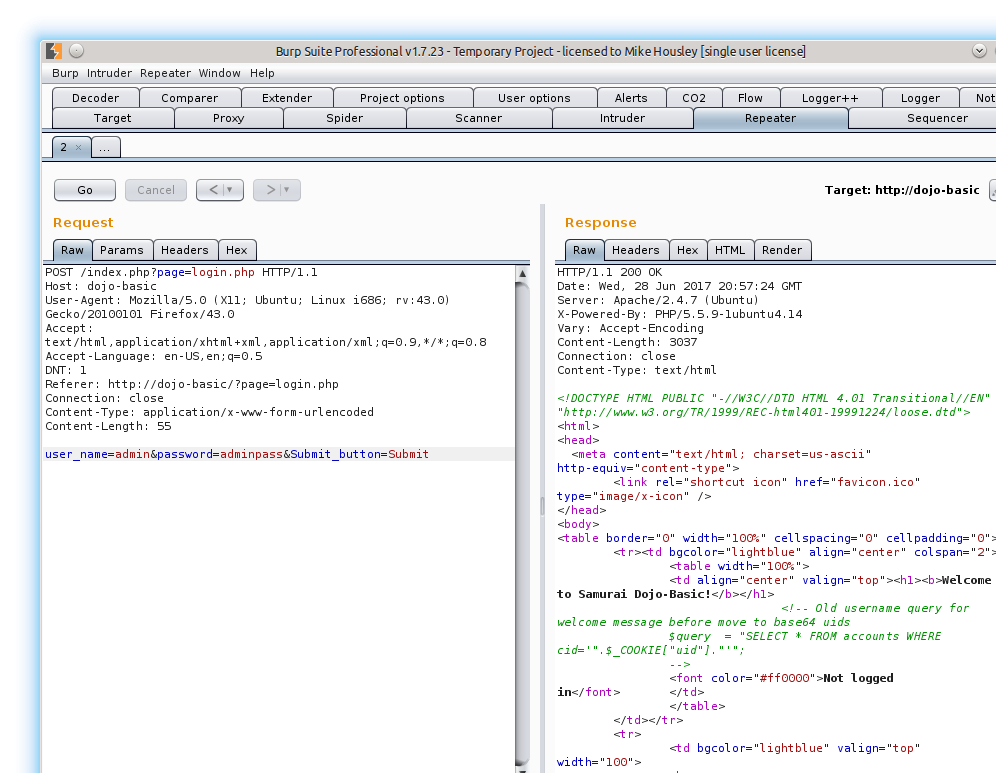 Burp Suite Professional v1.7.23 - Temporary Project - licensed to Mike Housley [single user license]
Burp Intruder Repeater Window Help
Decoder Comparer Extender Project options User options Alerts CO2 Flow Logger++ Logger Not
Target Proxy Spider Scanner Intruder Repeater Sequencer
2 × ...
Go Cancel < | ▼ > | ▼ Target: http://dojo-basic
Request
Raw Params Headers Hex
POST /index.php?page=login.php HTTP/1.1
Host: dojo-basic
User-Agent: Mozilla/5.0 (X11; Ubuntu; Linux i686; rv:43.0)
Gecko/20100101 Firefox/43.0
Accept:
text/html,application/xhtml+xml,application/xml;q=0.9,*/*;q=0.8
Accept-Language: en-US,en;q=0.5
DNT: 1
Referer: http://dojo-basic/?page=login.php
Connection: close
Content-Type: application/x-www-form-urlencoded
Content-Length: 55
user_name=admin&password=adminpass&Submit_button=Submit
Response
Raw Headers Hex HTML Render
HTTP/1.1 200 OK
Date: Wed, 28 Jun 2017 20:57:24 GMT
Server: Apache/2.4.7 (Ubuntu)
X-Powered-By: PHP/5.5.9-1ubuntu4.14
Vary: Accept-Encoding
Content-Length: 3037
Connection: close
Content-Type: text/html
<!DOCTYPE HTML PUBLIC "-//W3C//DTD HTML 4.01 Transitional//EN"
"http://www.w3.org/TR/1999/REC-html401-19991224/loose.dtd">
<html>
<head>
<meta content="text/html; charset=us-ascii"
http-equiv="content-type">
<link rel="shortcut icon" href="favicon.ico"
type="image/x-icon" />
</head>
<body>
<table border="0" width="100%" cellspacing="0" cellpadding="0">
<tr><td bgcolor="lightblue" align="center" colspan="2">
<table width="100%">
<td align="center" valign="top"><h1><b>Welcome
to Samurai Dojo-Basic!</b></h1>
<!-- Old username query for
welcome message before move to base64 uids
$query = "SELECT * FROM accounts WHERE
cid='".$_COOKIE["uid"]."'";
-->
<font color="#ff0000">Not logged
in</font> </td>
</table>
</td></tr>
<tr>
<td bgcolor="lightblue" valign="top"
width="100">